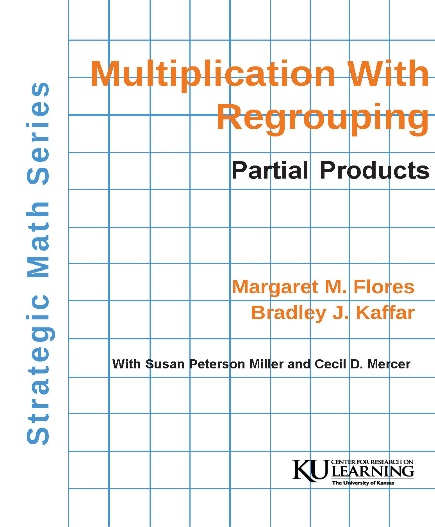 Strategic Math Series
Multiplication With
Regrouping
Partial Products
Margaret M. Flores
Bradley J. Kaffar
With Susan Peterson Miller and Cecil D. Mercer
KU CENTER FOR RESEARCH ON
LEARNING
The University of Kansas